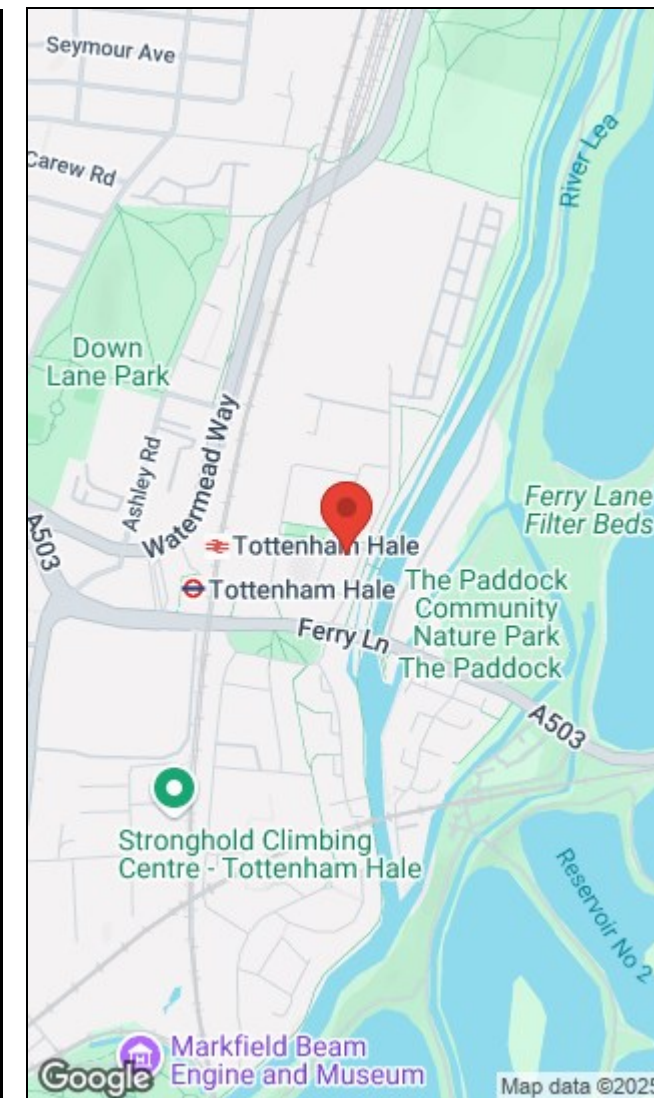 Seymour Ave
Carew Rd
River Lea
Down
Lane Park
Ashley Rd
Watermead Way
Ferry Lane
Filter Beds
A503
Tottenham Hale
Tottenham Hale
The Paddock
Community
Nature Park
Ferry Ln
The Paddock
A503
Stronghold Climbing
Centre - Tottenham Hale
Reservoir No 2
Markfield Beam
Engine and Museum
Google
Map data ©2025